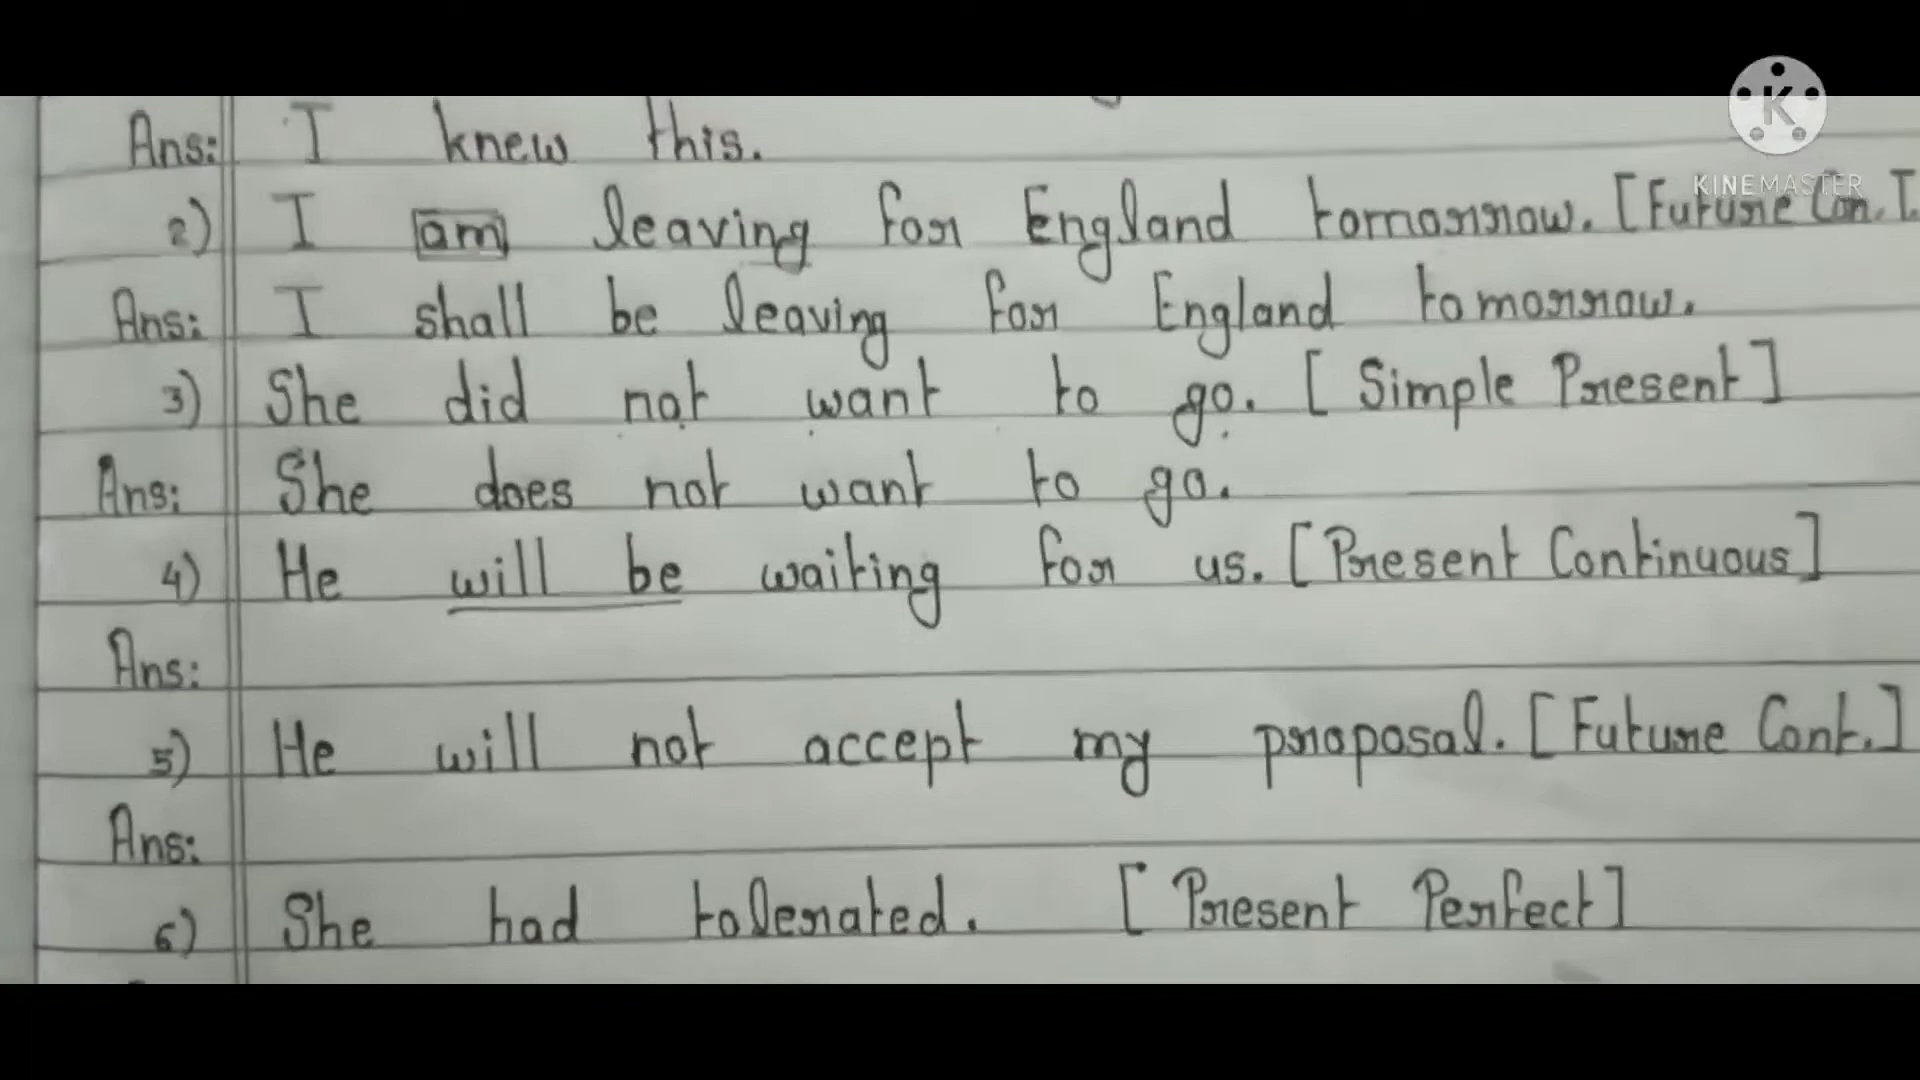 Ans: I knew this.
KINEMASTER
2) I am leaving for England tomorrow. [Future Con. T.
Ans: I shall be leaving for England tomorrow.
3) She did not want to go. [Simple Present]
Ans: She does not want to go.
4) He will be waiting for us. [Present Continuous]
Ans:
5) He will not accept my proposal. [Future Cont.]
Ans:
6) She had tolerated. [Present Perfect]